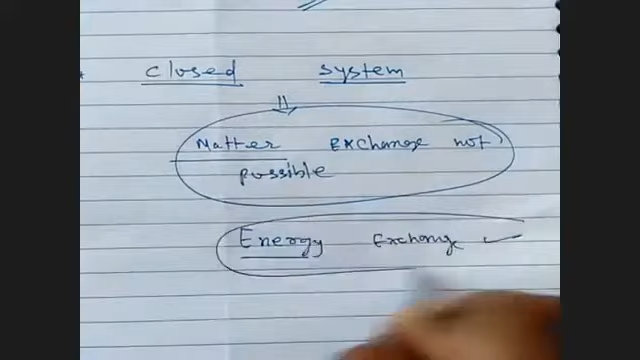 closed system
Matter Exchange not
possible
Energy Exchange